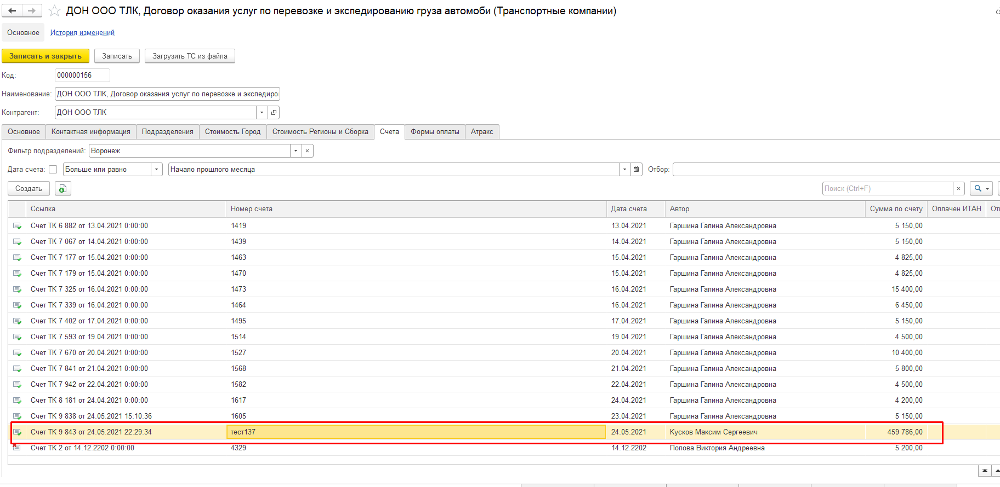 ДОН ООО ТЛК, Договор оказания услуг по перевозке и экспедированию груза автомоби (Транспортные компании)
Основное История изменений
Записать и закрыть Записать Загрузить ТС из файла
Код: 000000156
Наименование: ДОН ООО ТЛК, Договор оказания услуг по перевозке и экспедиро
Контрагент: ДОН ООО ТЛК
Основное Контактная информация Подразделения Стоимость Город Стоимость Регионы и Сборка Счета Формы оплаты Атракс
Фильтр подразделений: Воронеж
Дата счета: Больше или равно Начало прошлого месяца Отбор:
Создать Поиск (Ctrl+F)
Ссылка Номер счета Дата счета Автор Сумма по счету Оплачен ИТАН
Счет ТК 6 882 от 13.04.2021 0:00:00 1419 13.04.2021 Гаршина Галина Александровна 5 150,00
Счет ТК 7 067 от 14.04.2021 0:00:00 1439 14.04.2021 Гаршина Галина Александровна 5 150,00
Счет ТК 7 177 от 15.04.2021 0:00:00 1463 15.04.2021 Гаршина Галина Александровна 4 825,00
Счет ТК 7 179 от 15.04.2021 0:00:00 1470 15.04.2021 Гаршина Галина Александровна 4 825,00
Счет ТК 7 325 от 16.04.2021 0:00:00 1473 16.04.2021 Гаршина Галина Александровна 15 400,00
Счет ТК 7 339 от 16.04.2021 0:00:00 1464 16.04.2021 Гаршина Галина Александровна 6 450,00
Счет ТК 7 402 от 17.04.2021 0:00:00 1495 17.04.2021 Гаршина Галина Александровна 5 150,00
Счет ТК 7 593 от 19.04.2021 0:00:00 1514 19.04.2021 Гаршина Галина Александровна 4 500,00
Счет ТК 7 670 от 20.04.2021 0:00:00 1527 20.04.2021 Гаршина Галина Александровна 10 400,00
Счет ТК 7 841 от 21.04.2021 0:00:00 1568 21.04.2021 Гаршина Галина Александровна 5 800,00
Счет ТК 7 942 от 22.04.2021 0:00:00 1582 22.04.2021 Гаршина Галина Александровна 4 500,00
Счет ТК 8 181 от 24.04.2021 0:00:00 1617 24.04.2021 Гаршина Галина Александровна 4 200,00
Счет ТК 9 838 от 24.05.2021 15:10:36 1605 23.04.2021 Гаршина Галина Александровна 5 150,00
Счет ТК 9 843 от 24.05.2021 22:29:34 тест137 24.05.2021 Кусков Максим Сергеевич 459 786,00
Счет ТК 2 от 14.12.2202 0:00:00 4329 14.12.2202 Попова Виктория Андреевна 5 200,00